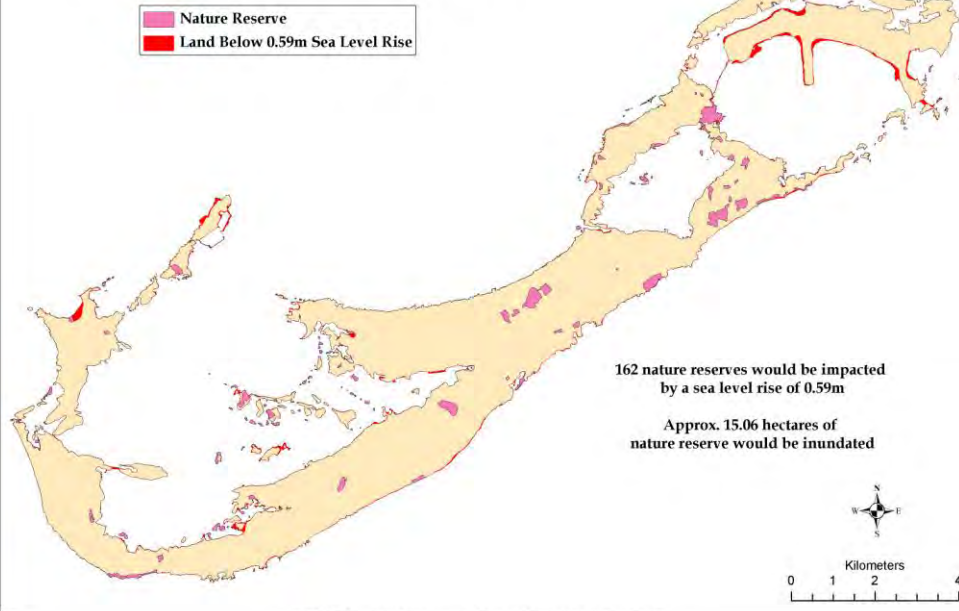 Nature Reserve
Land Below 0.59m Sea Level Rise
162 nature reserves would be impacted
by a sea level rise of 0.59m
Approx. 15.06 hectares of
nature reserve would be inundated
N
W E
S
Kilometers
0 1 2 4